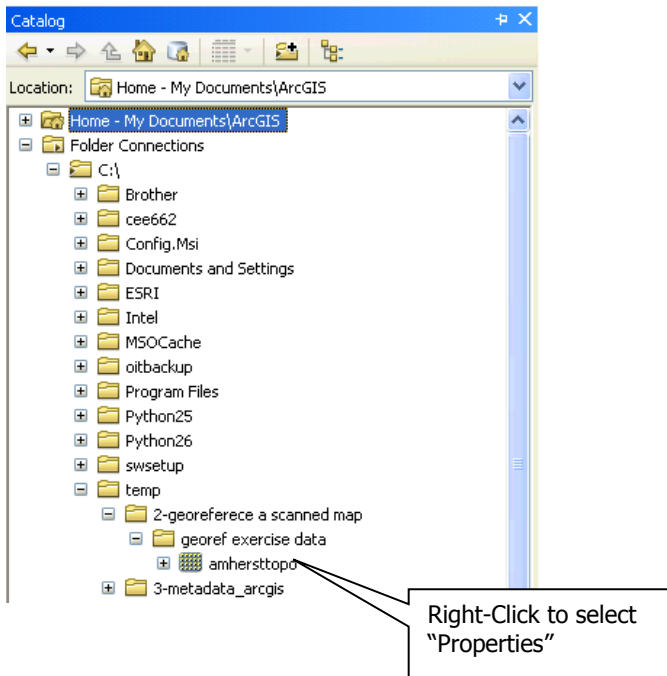 Catalog
Location: Home - My Documents\ArcGIS
Home - My Documents\ArcGIS
Folder Connections
C:\
Brother
cee662
Config.Msi
Documents and Settings
ESRI
Intel
MSOCache
oitbackup
Program Files
Python25
Python26
swsetup
temp
2-georeferece a scanned map
georef exercise data
amhersttopo
3-metadata_arcgis
Right-Click to select
“Properties”